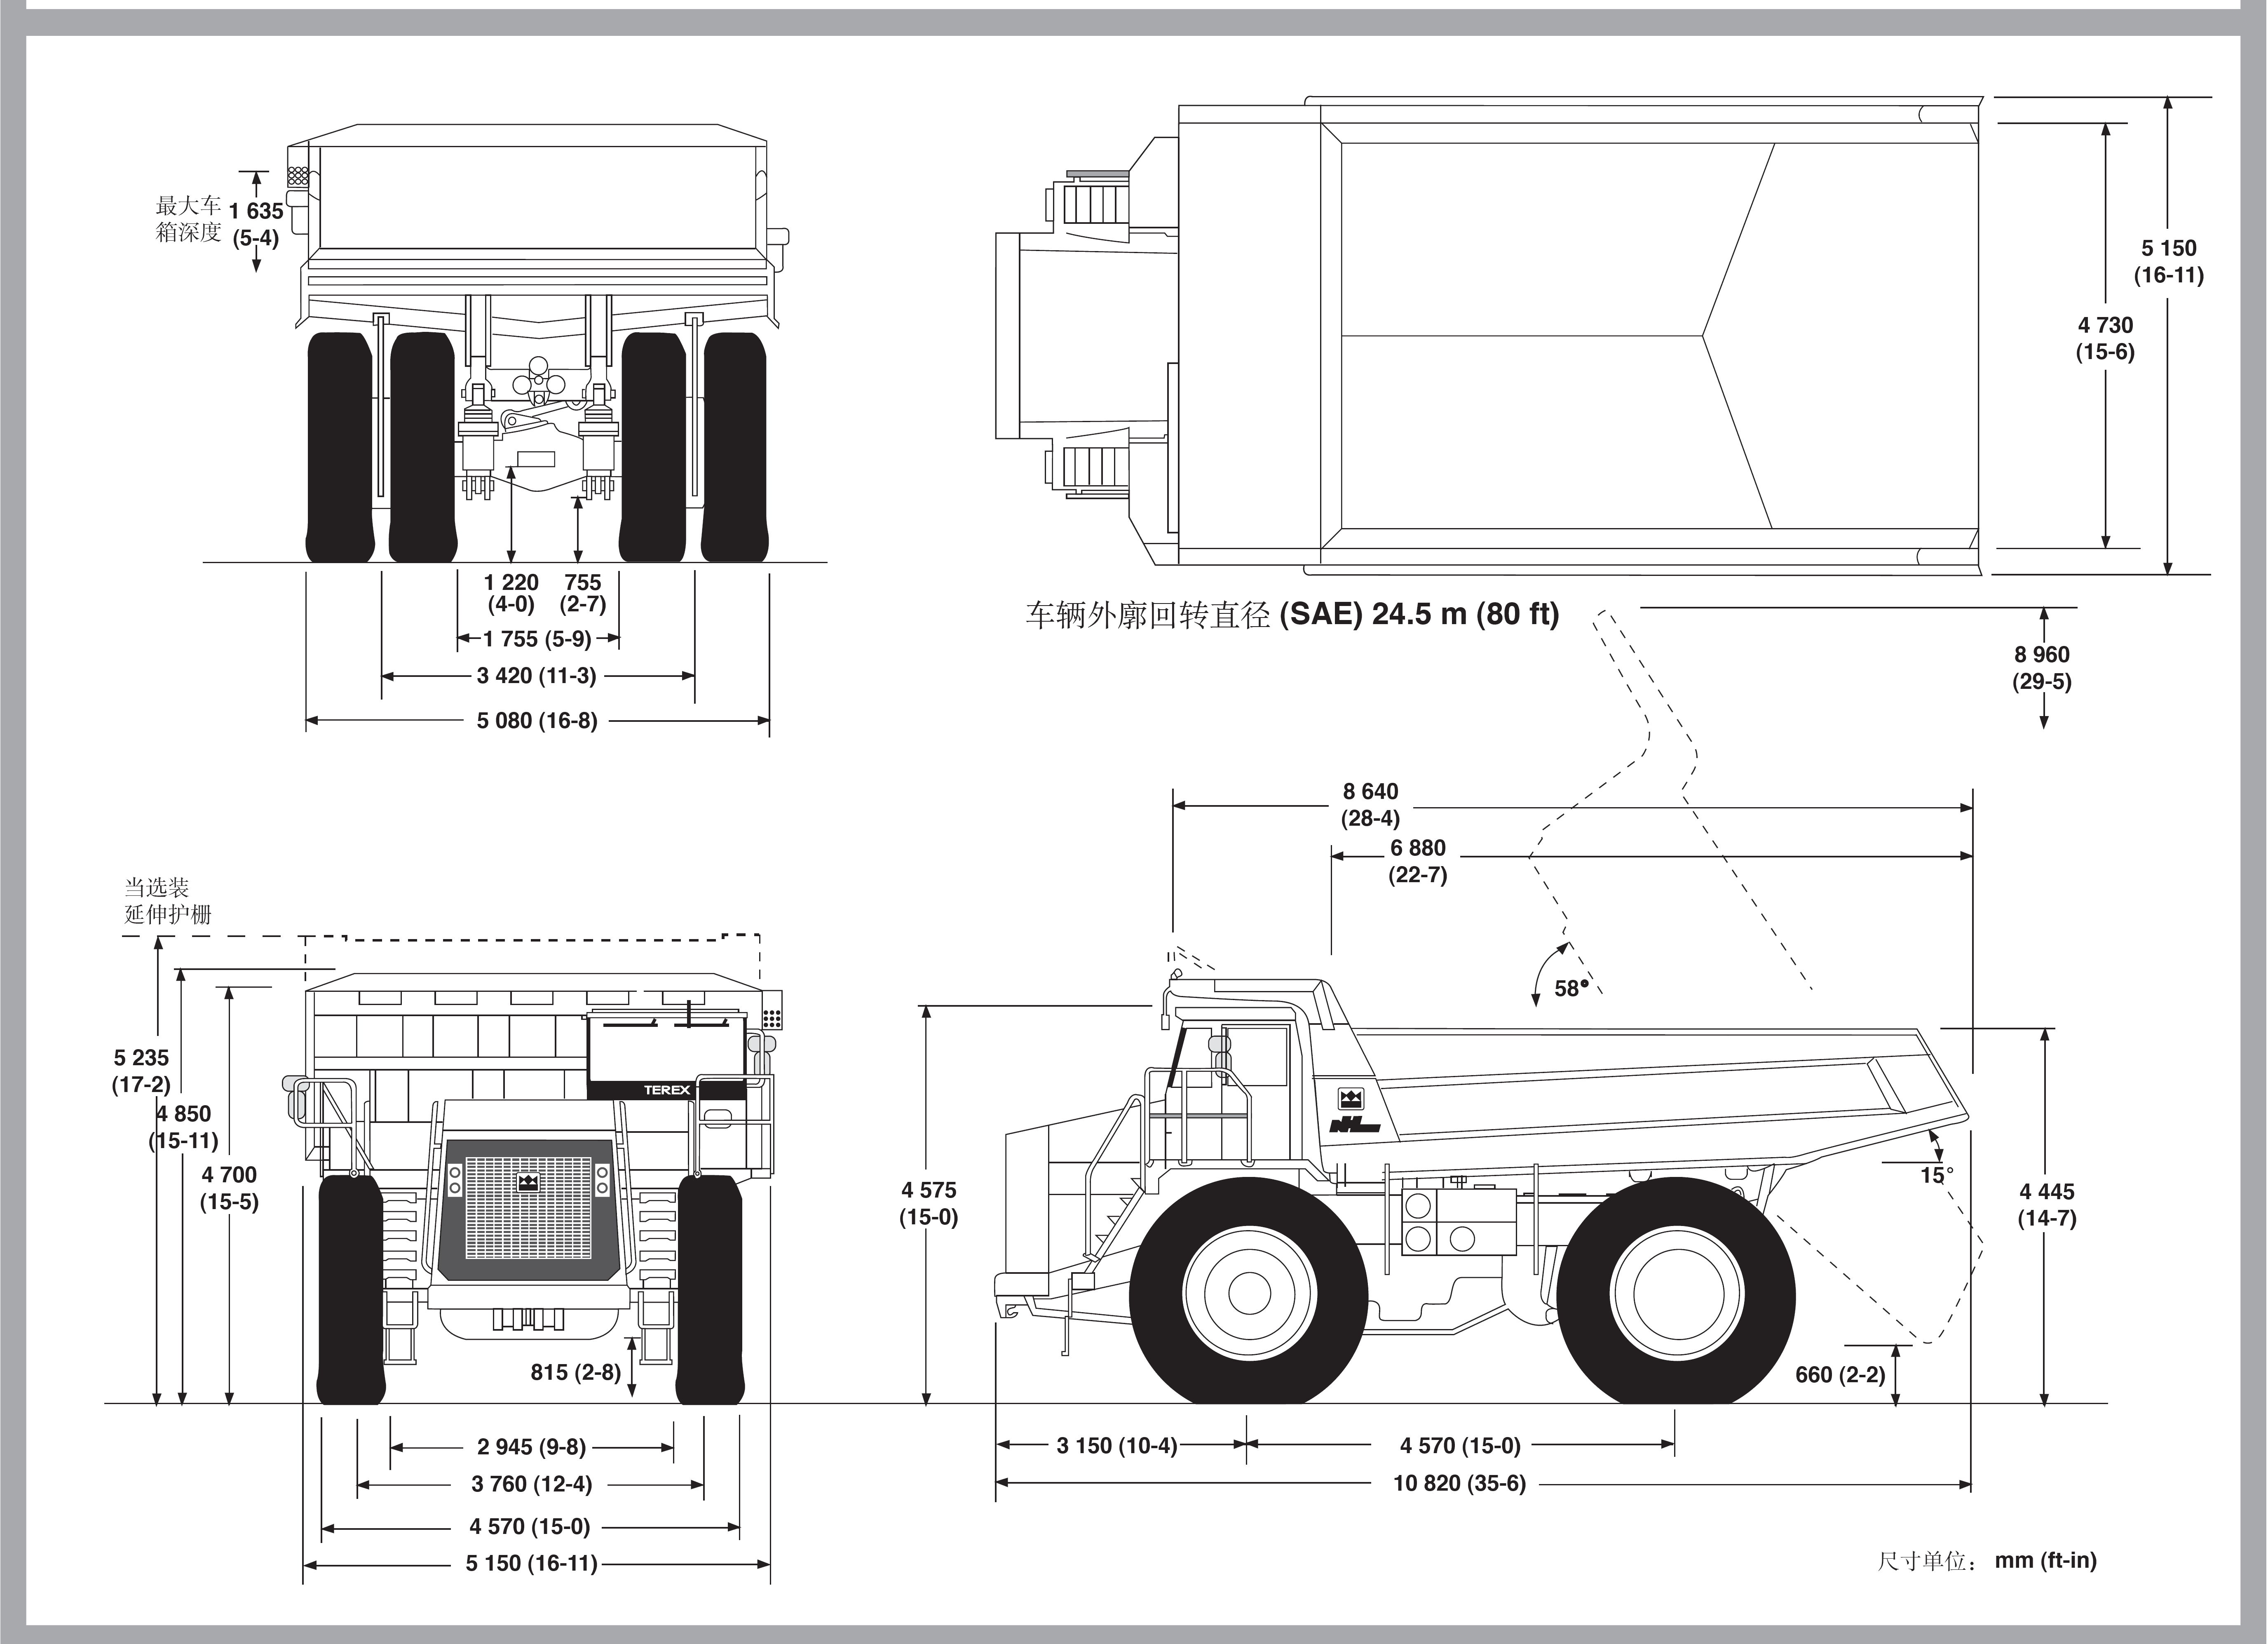 最大车
箱深度
1 635
(5-4)
1 220
(4-0)
755
(2-7)
1 755 (5-9)
3 420 (11-3)
5 080 (16-8)
5 150
(16-11)
4 730
(15-6)
车辆外廓回转直径 (SAE) 24.5 m (80 ft)
8 960
(29-5)
8 640
(28-4)
6 880
(22-7)
58°
当选装
延伸护栅
5 235
(17-2)
4 850
(15-11)
4 700
(15-5)
TEREX
815 (2-8)
2 945 (9-8)
3 760 (12-4)
4 570 (15-0)
5 150 (16-11)
4 575
(15-0)
NHL
15°
4 445
(14-7)
660 (2-2)
3 150 (10-4)
4 570 (15-0)
10 820 (35-6)
尺寸单位： mm (ft-in)